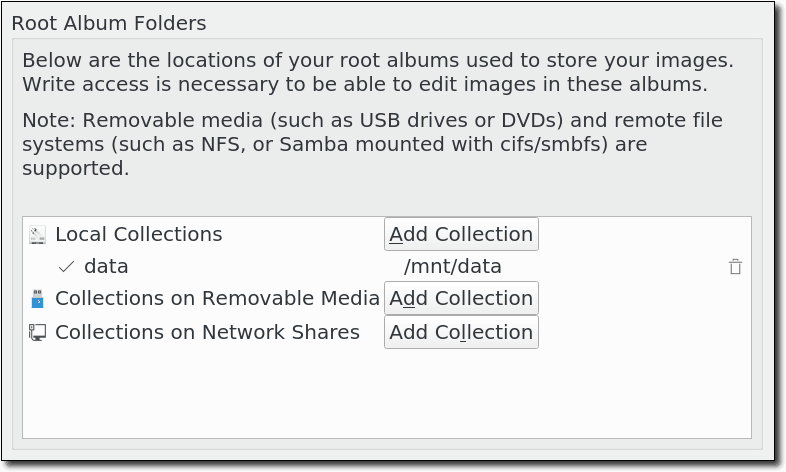 Root Album Folders
Below are the locations of your root albums used to store your images.
Write access is necessary to be able to edit images in these albums.
Note: Removable media (such as USB drives or DVDs) and remote file
systems (such as NFS, or Samba mounted with cifs/smbfs) are
supported.
Local Collections Add Collection
data /mnt/data
Collections on Removable Media Add Collection
Collections on Network Shares Add Collection